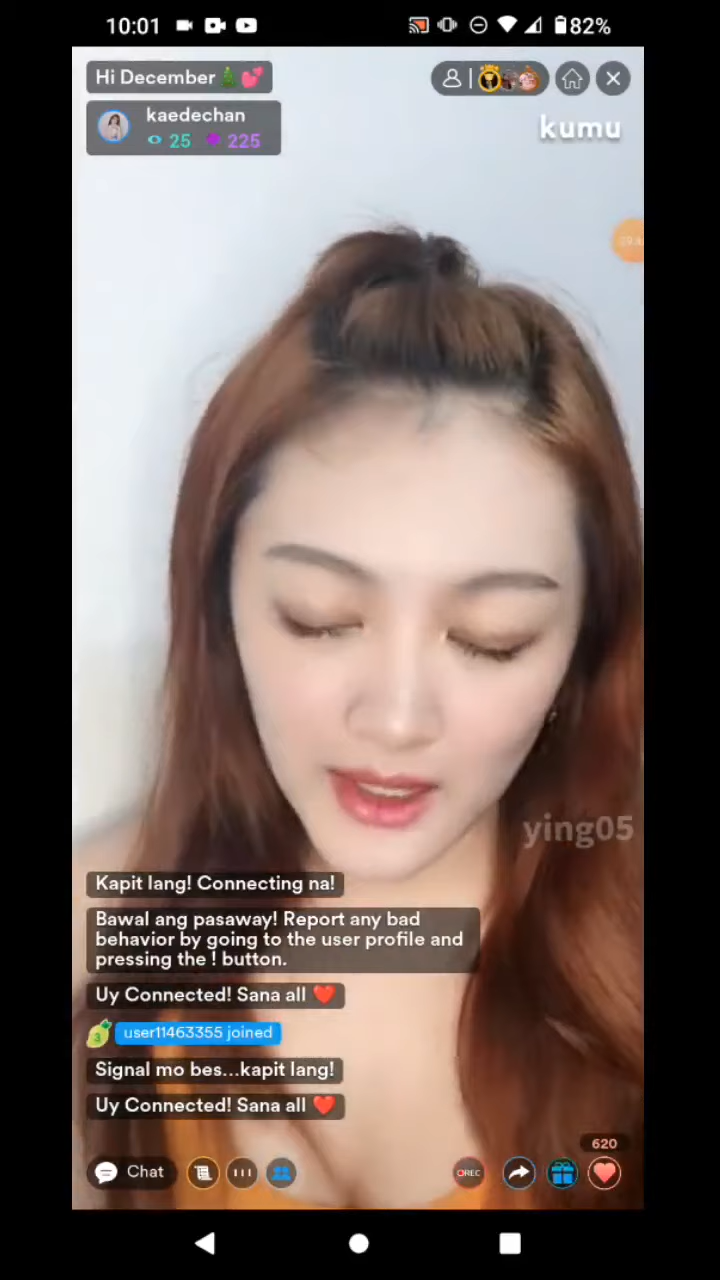 10:01
82%
Hi December🎄💕
kaedechan
25 225
kumu
ying05
Kapit lang! Connecting na!
Bawal ang pasaway! Report any bad
behavior by going to the user profile and
pressing the ! button.
Uy Connected! Sana all ❤️
3
user11463355 joined
Signal mo bes...kapit lang!
Uy Connected! Sana all ❤️
620
Chat
REC